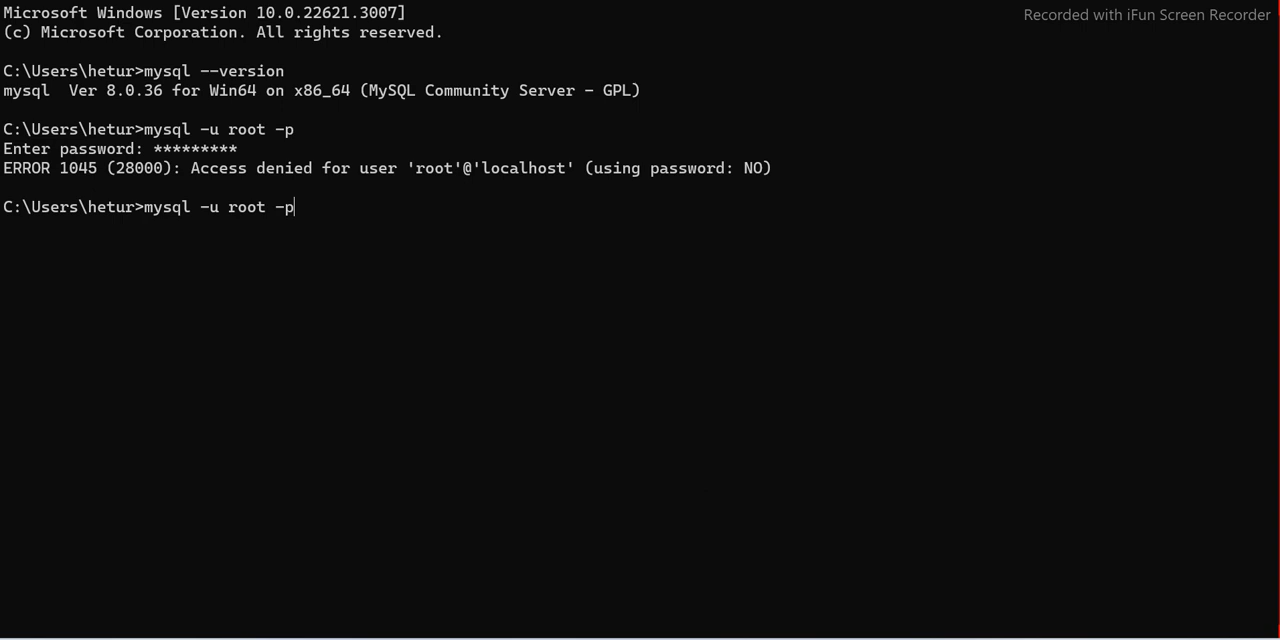 Microsoft Windows [Version 10.0.22621.3007]
Recorded with iFun Screen Recorder
(c) Microsoft Corporation. All rights reserved.
C:\Users\hetur>mysql --version
mysql  Ver 8.0.36 for Win64 on x86_64 (MySQL Community Server - GPL)
C:\Users\hetur>mysql -u root -p
Enter password: *********
ERROR 1045 (28000): Access denied for user 'root'@'localhost' (using password: NO)
C:\Users\hetur>mysql -u root -p